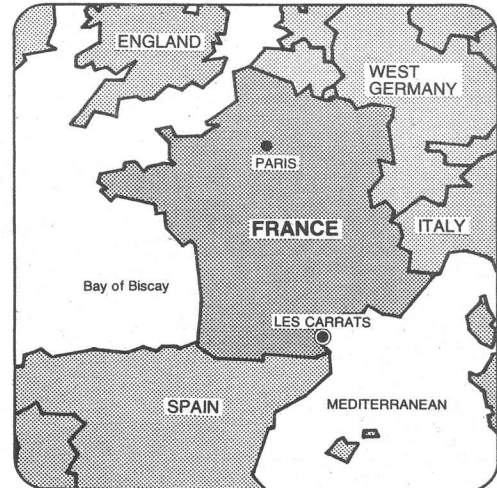 ENGLAND
WEST
GERMANY
PARIS
FRANCE
ITALY
Bay of Biscay
LES CARRATS
SPAIN
MEDITERRANEAN